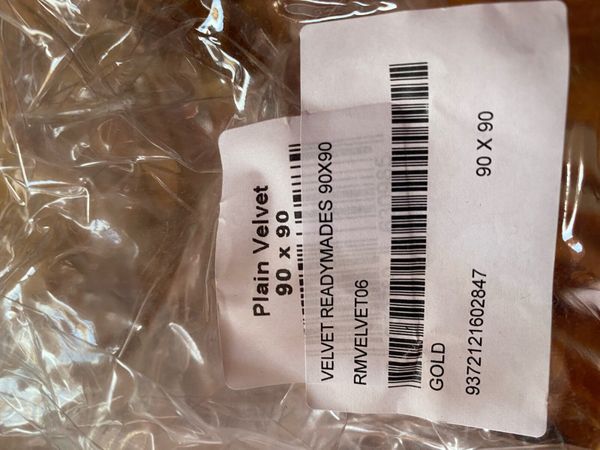 Plain Velvet
90 x 90
VELVET READYMADES 90X90
RMVELVET06
GOLD
9372121602847
90 X 90